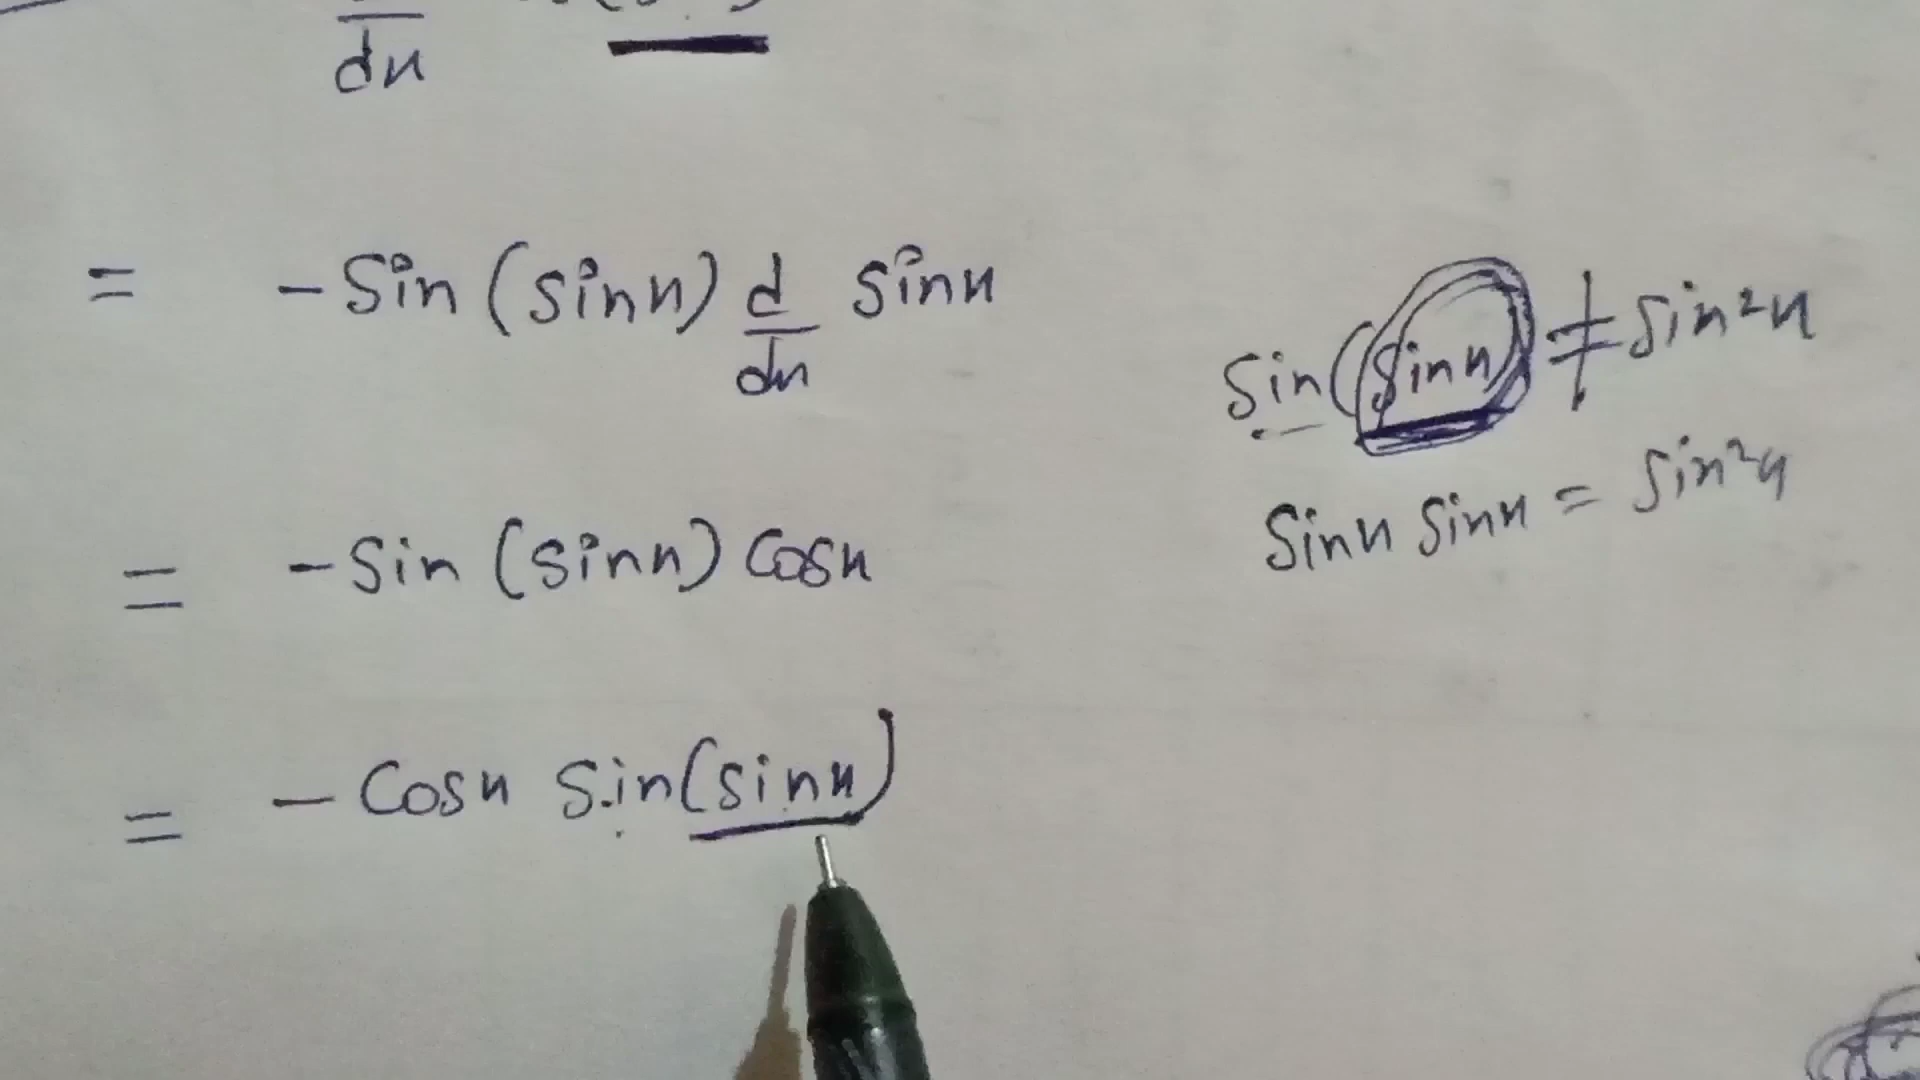 d/dx
= - Sin (sinx) d/dx sinx
= - Sin (sinx) Cosx
= - Cosx Sin(sinx)
Sin(sinx) ≠ Sin²x
Sinx Sinx = Sin²x